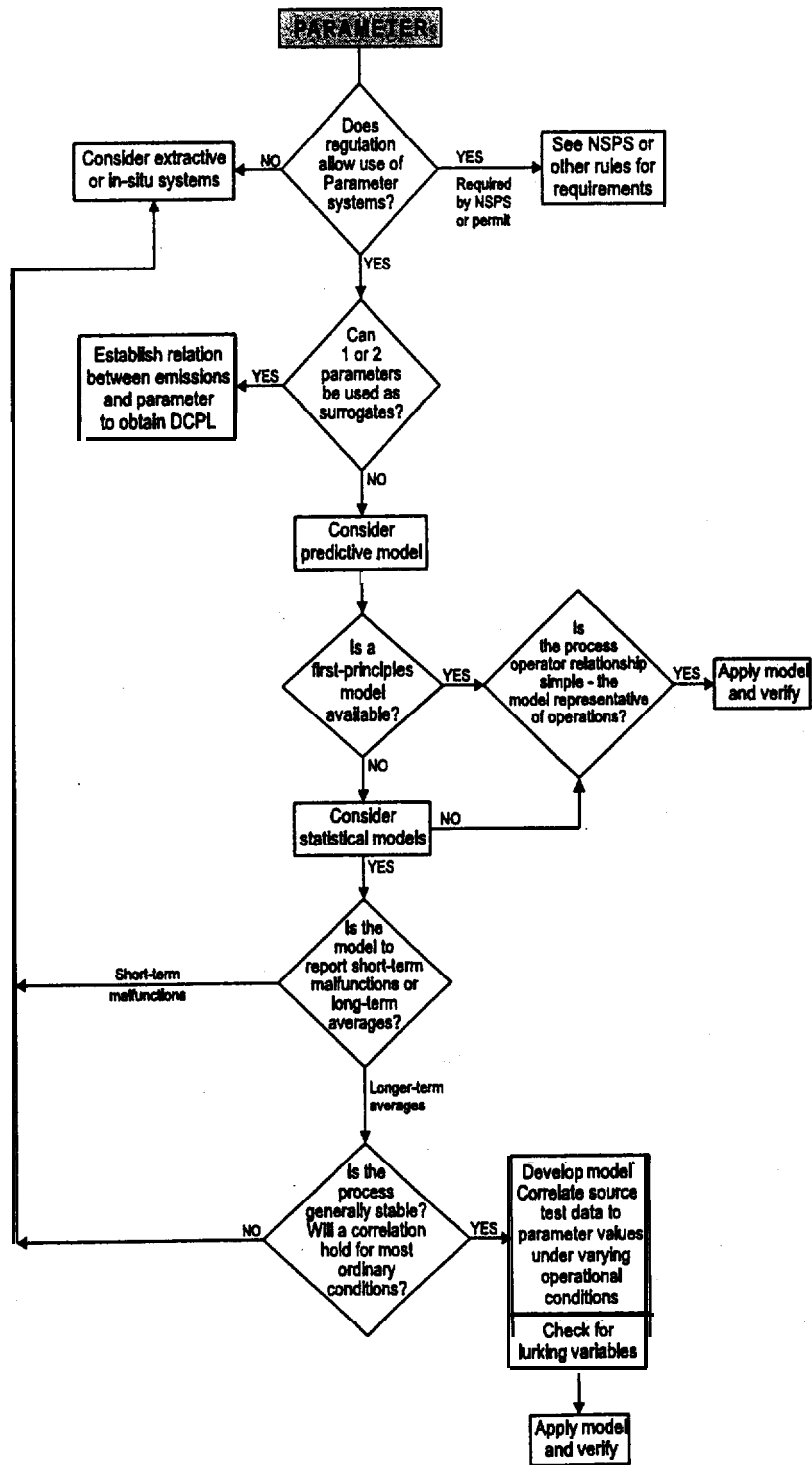 PARAMETER
Does
regulation
allow use of
Parameter
systems?
NO
Consider extractive
or in-situ systems
YES
Required
by NSPS
or permit
See NSPS or
other rules for
requirements
YES
Can
1 or 2
parameters
be used as
surrogates?
YES
Establish relation
between emissions
and parameter
to obtain DCPL
NO
Consider
predictive model
Is a
first-principles
model
available?
YES
Is
the process
operator relationship
simple - the
model representative
of operations?
YES
Apply model
and verify
NO
Consider
statistical models
NO
YES
Is the
model to
report short-term
malfunctions or
long-term
averages?
Short-term
malfunctions
Longer-term
averages
Is the
process
generally stable?
Will a correlation
hold for most
ordinary
conditions?
NO
YES
Develop model
Correlate source
test data to
parameter values
under varying
operational
conditions
Check for
lurking variables
Apply model
and verify